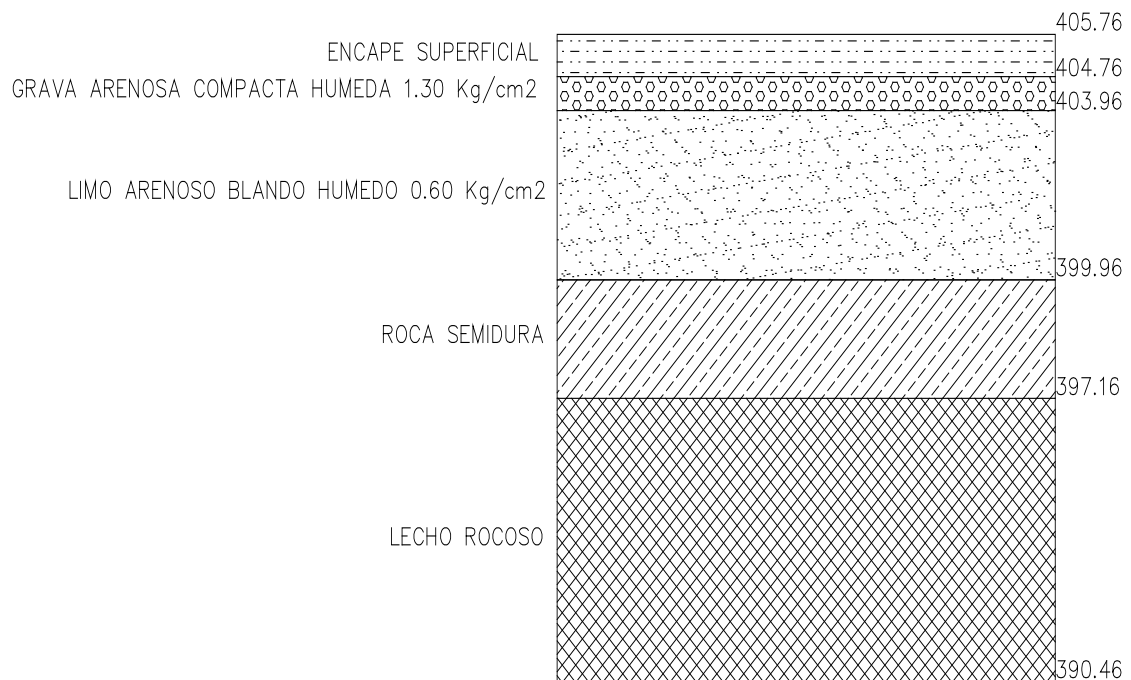 405.76
ENCAPE SUPERFICIAL
404.76
GRAVA ARENOSA COMPACTA HUMEDA 1.30 Kg/cm2
403.96
LIMO ARENOSO BLANDO HUMEDO 0.60 Kg/cm2
399.96
ROCA SEMIDURA
397.16
LECHO ROCOSO
390.46